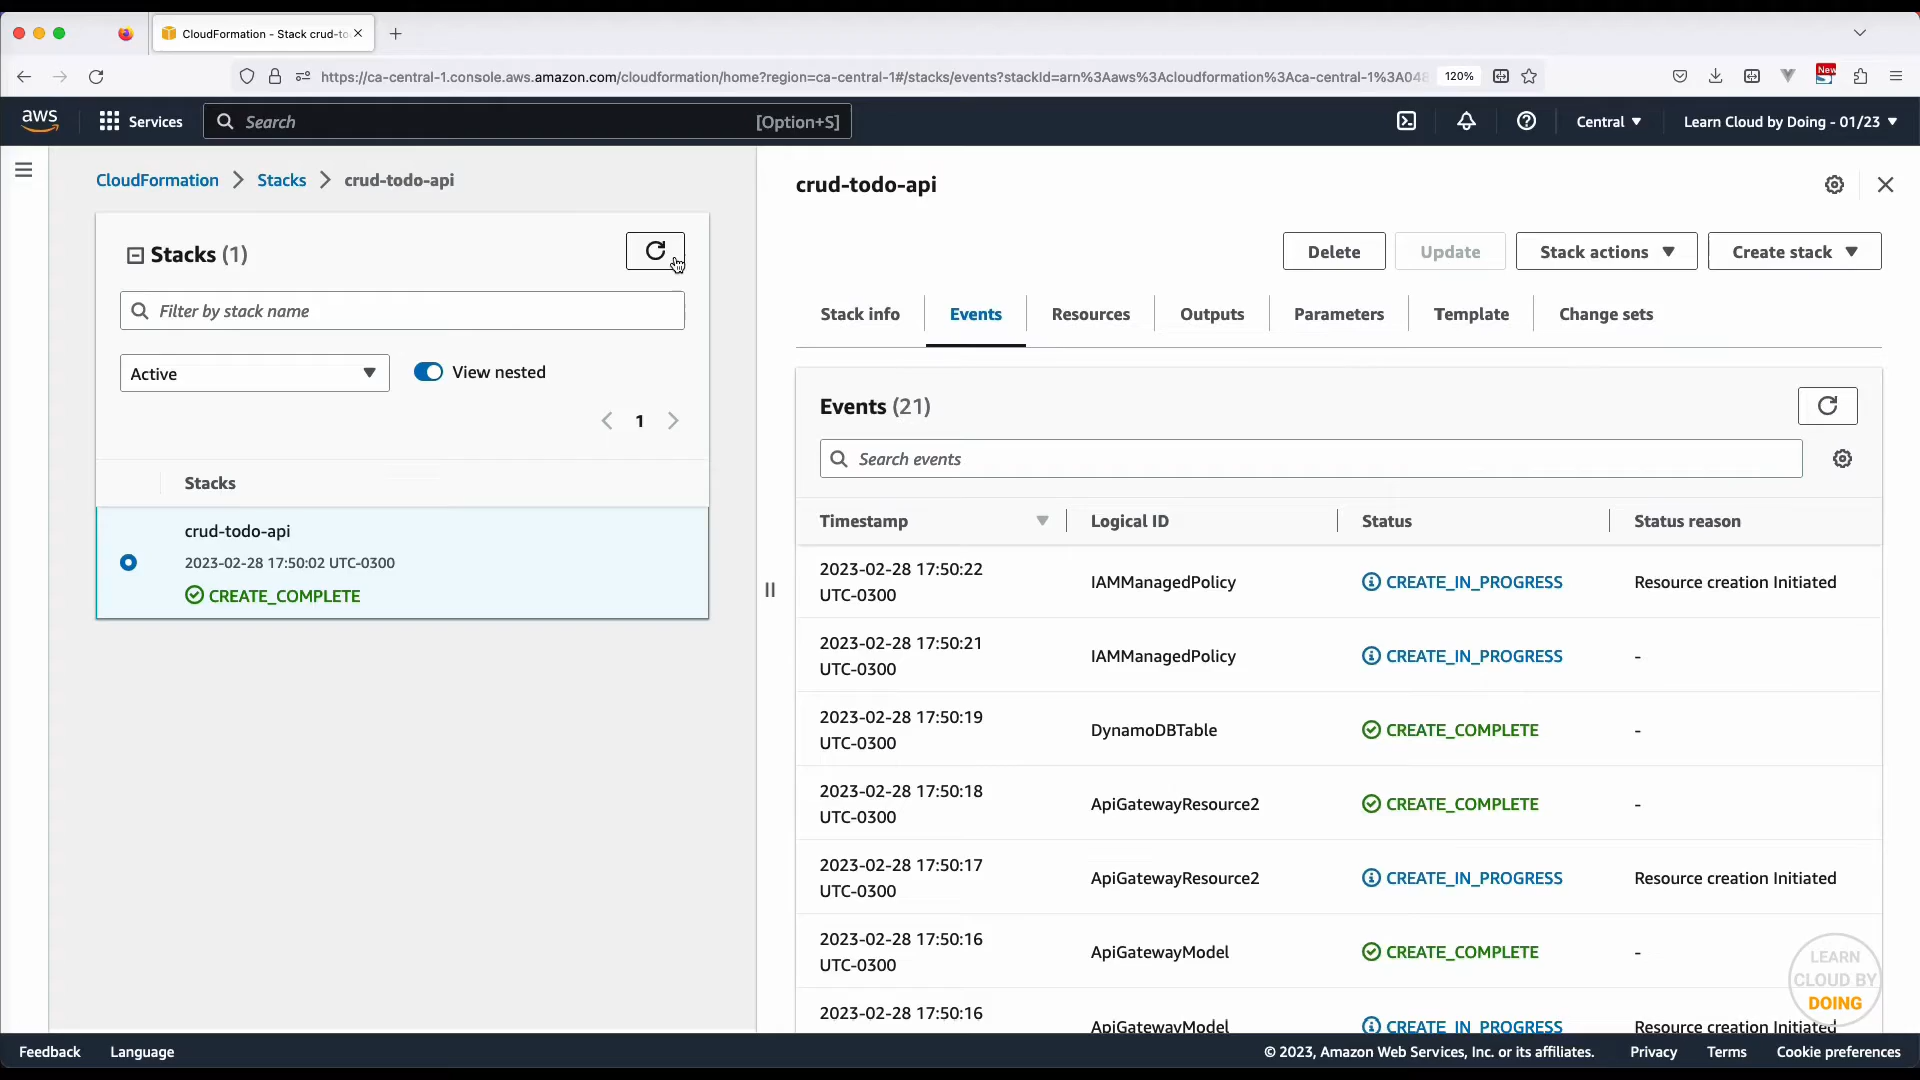 CloudFormation - Stack crud-to
https://ca-central-1.console.aws.amazon.com/cloudformation/home?region=ca-central-1#/stacks/events?stackId=arn%3Aaws%3Acloudformation%3Aca-central-1%3A048
120%
New
aws
Services
Search
[Option+S]
Central
Learn Cloud by Doing - 01/23
CloudFormation
Stacks
crud-todo-api
Stacks (1)
Filter by stack name
Active
View nested
1
Stacks
crud-todo-api
2023-02-28 17:50:02 UTC-0300
CREATE_COMPLETE
crud-todo-api
Delete
Update
Stack actions
Create stack
Stack info
Events
Resources
Outputs
Parameters
Template
Change sets
Events (21)
Search events
Timestamp
Logical ID
Status
Status reason
2023-02-28 17:50:22
UTC-0300
IAMManagedPolicy
CREATE_IN_PROGRESS
Resource creation Initiated
2023-02-28 17:50:21
UTC-0300
IAMManagedPolicy
CREATE_IN_PROGRESS
-
2023-02-28 17:50:19
UTC-0300
DynamoDBTable
CREATE_COMPLETE
-
2023-02-28 17:50:18
UTC-0300
ApiGatewayResource2
CREATE_COMPLETE
-
2023-02-28 17:50:17
UTC-0300
ApiGatewayResource2
CREATE_IN_PROGRESS
Resource creation Initiated
2023-02-28 17:50:16
UTC-0300
ApiGatewayModel
CREATE_COMPLETE
-
2023-02-28 17:50:16
ApiGatewayModel
CREATE_IN_PROGRESS
Resource creation Initiated
LEARN
CLOUD BY
DOING
Feedback
Language
© 2023, Amazon Web Services, Inc. or its affiliates.
Privacy
Terms
Cookie preferences